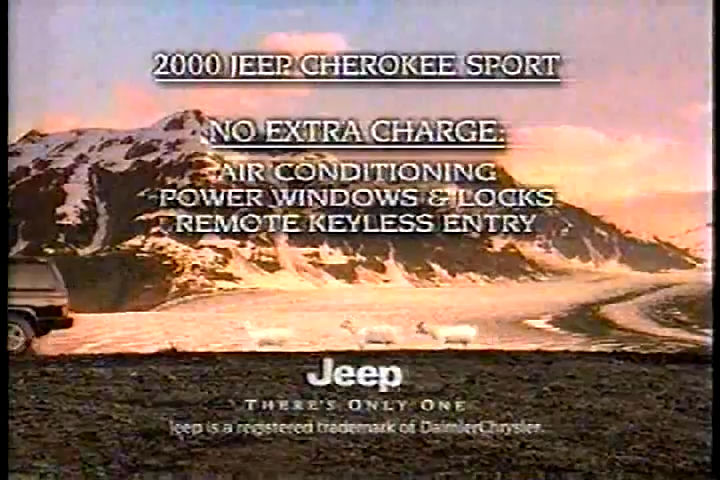 2000 JEEP CHEROKEE SPORT
NO EXTRA CHARGE:
AIR CONDITIONING
POWER WINDOWS & LOCKS
REMOTE KEYLESS ENTRY
Jeep
THERE'S ONLY ONE
Jeep is a registered trademark of DaimlerChrysler.